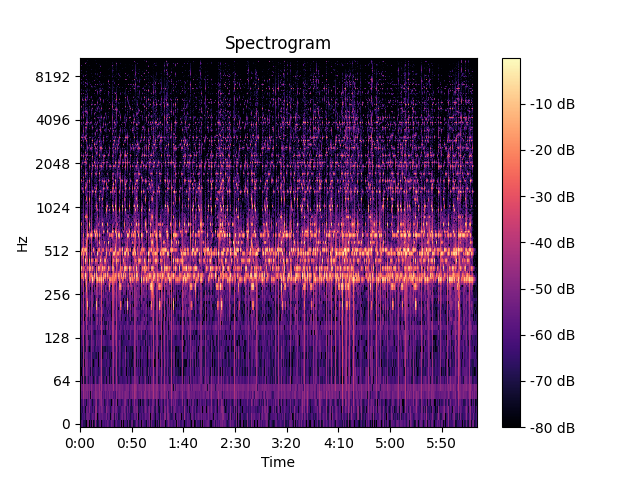 Spectrogram
8192
4096
2048
1024
512
256
128
64
0
Hz
0:00 0:50 1:40 2:30 3:20 4:10 5:00 5:50
Time
-10 dB
-20 dB
-30 dB
-40 dB
-50 dB
-60 dB
-70 dB
-80 dB